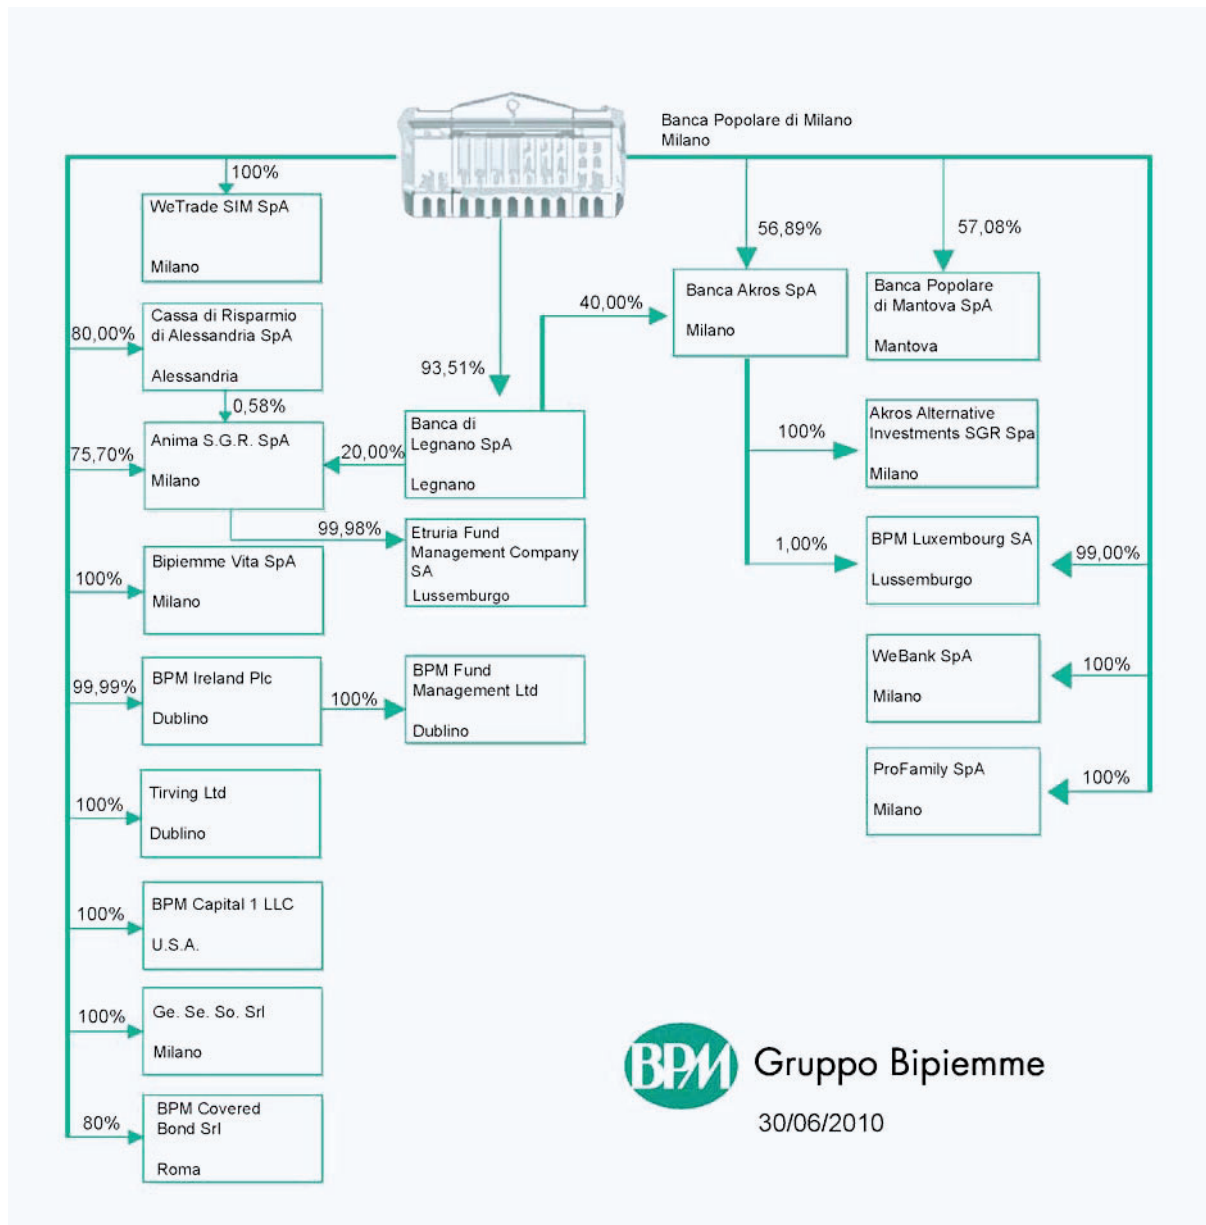 Banca Popolare di Milano
Milano
100%
WeTrade SIM SpA
Milano
80,00%
Cassa di Risparmio
di Alessandria SpA
Alessandria
0,58%
75,70%
Anima S.G.R. SpA
Milano
20,00%
93,51%
Banca di
Legnano SpA
Legnano
40,00%
56,89%
Banca Akros SpA
Milano
57,08%
Banca Popolare
di Mantova SpA
Mantova
100%
Akros Alternative
Investments SGR Spa
Milano
1,00%
BPM Luxembourg SA
Lussemburgo
99,00%
99,98%
Etruria Fund
Management Company
SA
Lussemburgo
100%
Bipiemme Vita SpA
Milano
99,99%
BPM Ireland Plc
Dublino
100%
BPM Fund
Management Ltd
Dublino
WeBank SpA
Milano
100%
ProFamily SpA
Milano
100%
100%
Tirving Ltd
Dublino
100%
BPM Capital 1 LLC
U.S.A.
100%
Ge. Se. So. Srl
Milano
80%
BPM Covered
Bond Srl
Roma
BPM Gruppo Bipiemme
30/06/2010